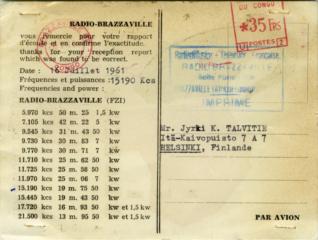 RADIO-BRAZZAVILLE
vous remercie pour votre rapport
d'écoute et en confirme l'exactitude.
thanks for your reception report
which was found to be correct.
Date : 16 Juillet 1961
Fréquences et puissances: 15190 Kcs
Frequencies and power :
RADIO-BRAZZAVILLE (FZI)
5.970 kcs 50 m. 25 1,5 kw
7.105 kcs 42 m. 22 5 kw
9.545 kcs 31 m. 43 50 kw
9.730 kcs 30 m. 83 50 kw
9.770 kcs 30 m. 71 7 kw
11.710 kcs 25 m. 62 50 kw
11.725 kcs 25 m. 58 50 kw
11.970 kcs 25 m. 06 7 kw
15.190 kcs 19 m. 75 50 kw
15.445 kcs 19 m. 43 50 kw
17.720 kcs 16 m. 93 50 kw et 1,5 kw
21.500 kcs 13 m. 95 50 kw et 1,5 kw
DU CONGO
*35 FRS
POSTES
RADIO
IMPRIMÉ
Mr. Jyrki K. TALVITIE
Itä-Kaivopuisto 7 A 7
HELSINKI, Finlande
PAR AVION